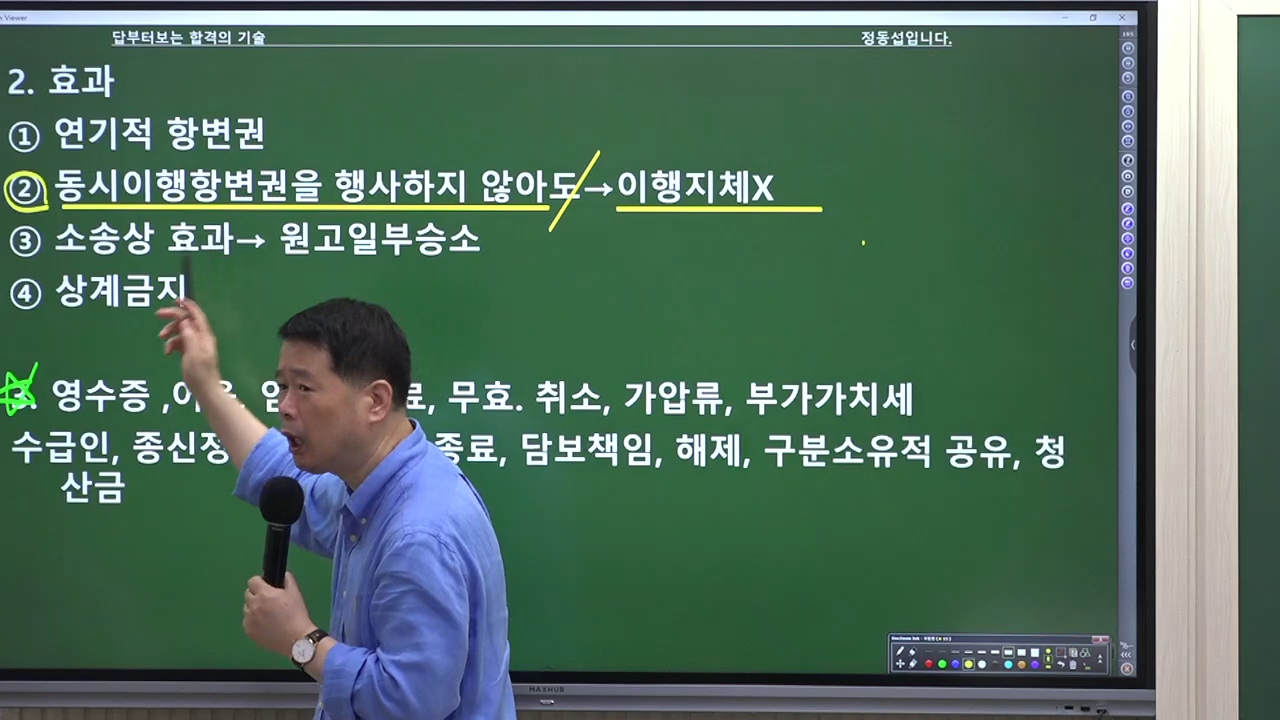 Viewer
답부터보는 합격의 기술 정동섭입니다.
2. 효과
① 연기적 항변권
② 동시이행항변권을 행사하지 않아도→이행지체X
③ 소송상 효과→ 원고일부승소
④ 상계금지
영수증 , 무효. 취소, 가압류, 부가가치세
수급인, 종료, 담보책임, 해제, 구분소유적 공유, 청
산금
MAXHUB